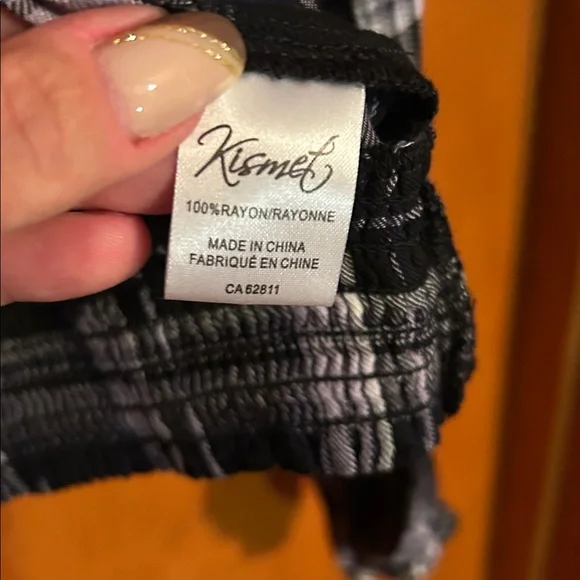 Kismet
100%RAYON/RAYONNE
MADE IN CHINA
FABRIQUÉ EN CHINE
CA 62811